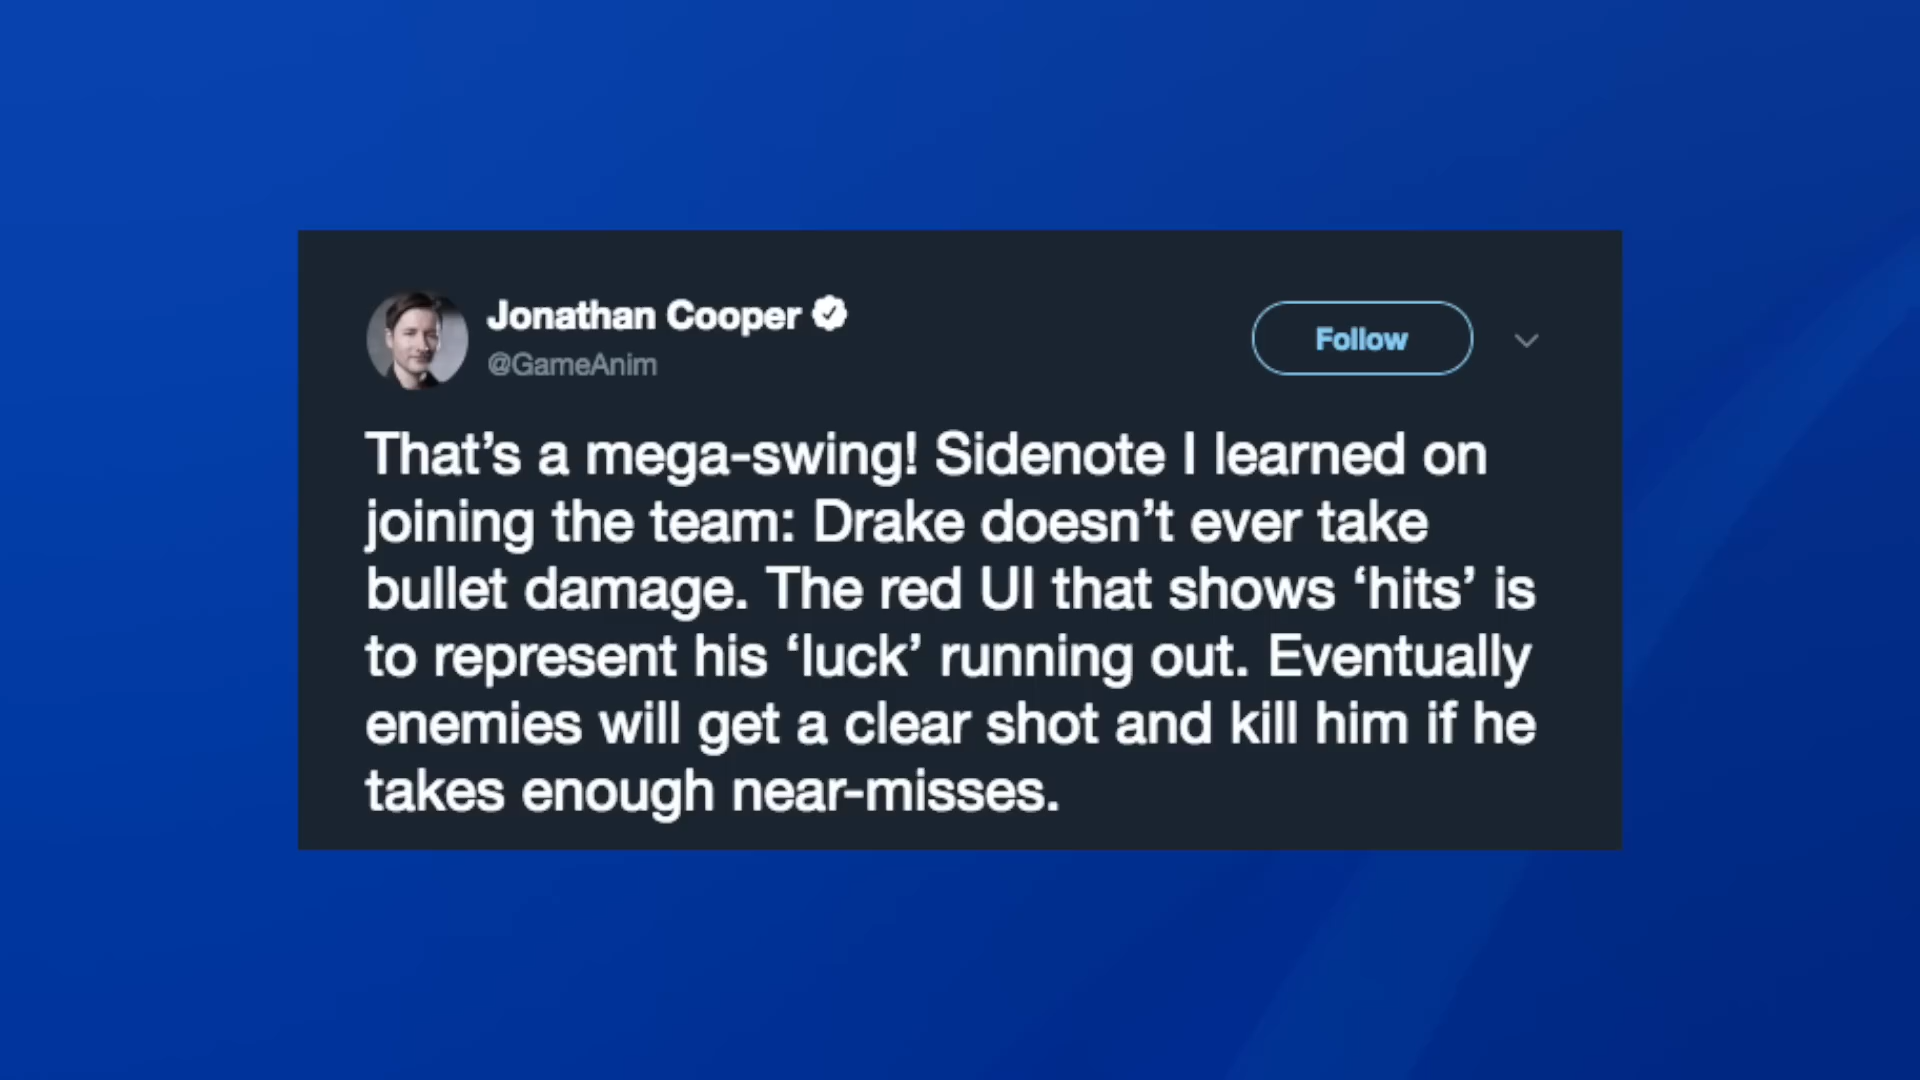 Jonathan Cooper
@GameAnim
Follow
That’s a mega-swing! Sidenote I learned on
joining the team: Drake doesn’t ever take
bullet damage. The red UI that shows ‘hits’ is
to represent his ‘luck’ running out. Eventually
enemies will get a clear shot and kill him if he
takes enough near-misses.